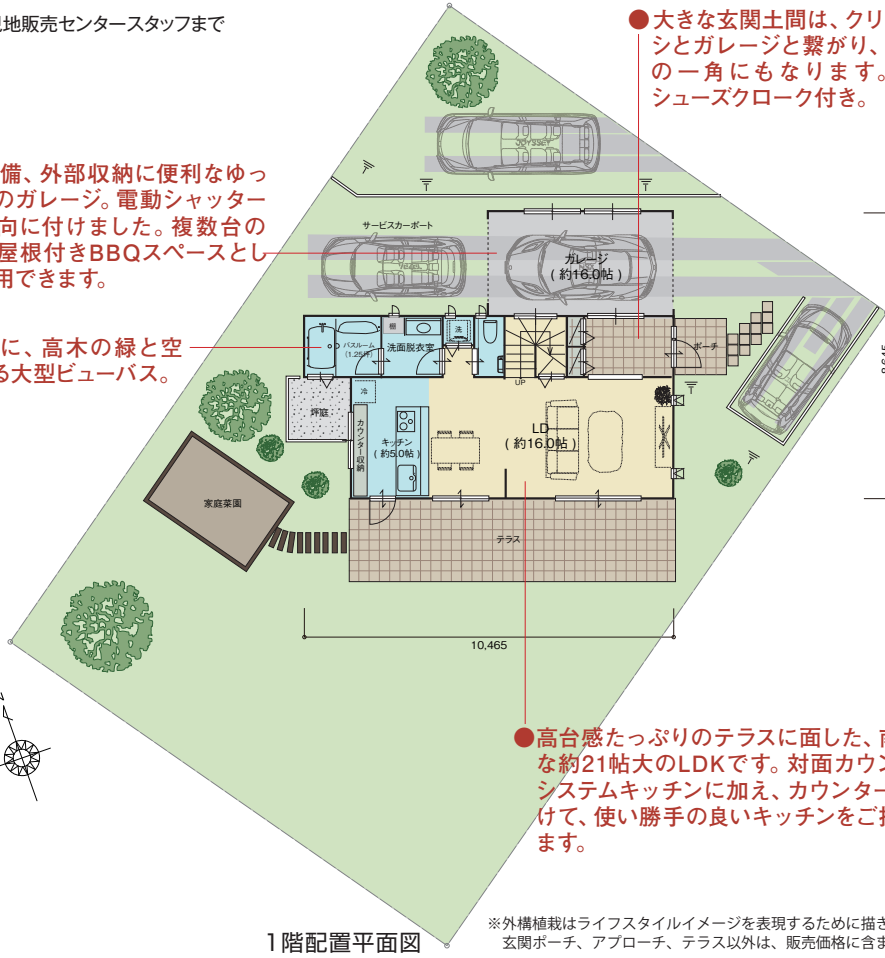 地販売センタースタッフまで
●大きな玄関土間は、クリ
シとガレージと繋がり、
の一角にもなります。
シューズクローク付き。
備、外部収納に便利なゆっ
のガレージ。電動シャッター
向に付けました。複数台の
屋根付きBBQスペースとし
用できます。
に、高木の緑と空
る大型ビューバス。
サービスカーポート
ガレージ
(約16.0帖)
棚
洗
バスルーム
(1.25坪)
洗面脱衣室
UP
ポーチ
坪庭
冷
カウンター収納
キッチン
(約5.0帖)
LD
(約16.0帖)
家庭菜園
テラス
10,465
●高台感たっぷりのテラスに面した、
な約21帖大のLDKです。対面カウン
システムキッチンに加え、カウンター
けて、使い勝手の良いキッチンをご
ます。
1階配置平面図
※外構植栽はライフスタイルイメージを表現するために描き
玄関ポーチ、アプローチ、テラス以外は、販売価格に含ま